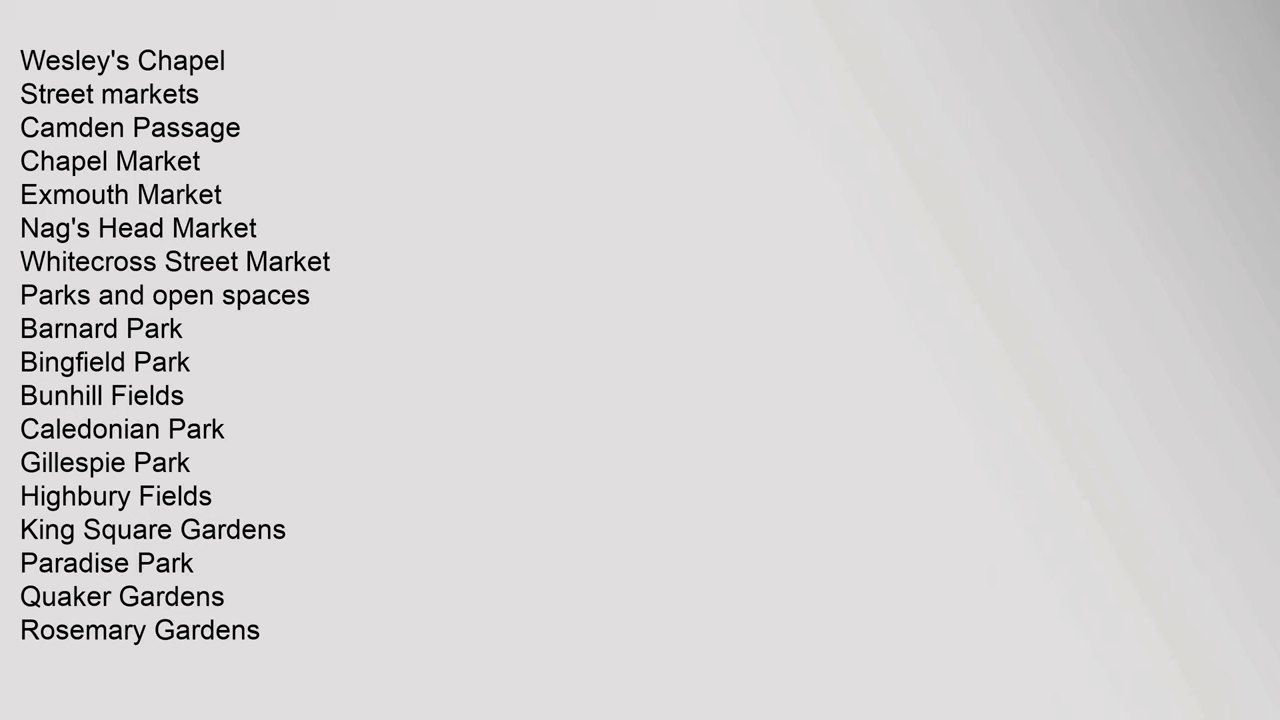 Wesley's Chapel
Street markets
Camden Passage
Chapel Market
Exmouth Market
Nag's Head Market
Whitecross Street Market
Parks and open spaces
Barnard Park
Bingfield Park
Bunhill Fields
Caledonian Park
Gillespie Park
Highbury Fields
King Square Gardens
Paradise Park
Quaker Gardens
Rosemary Gardens